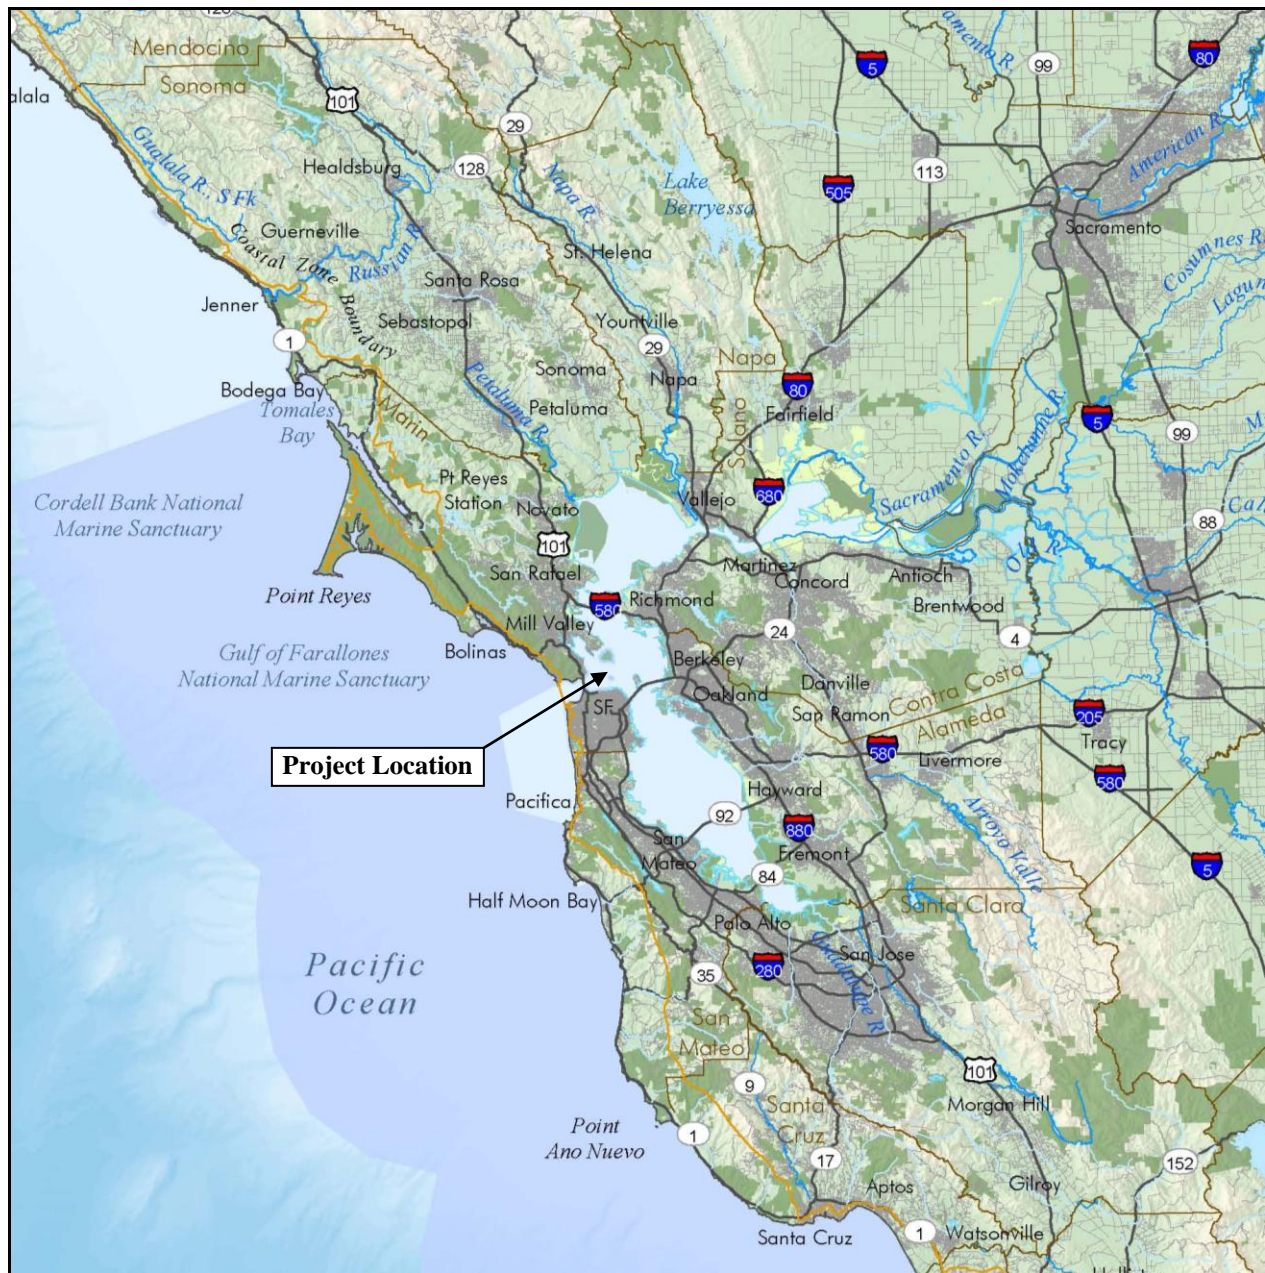 128
Mendocino
Sonoma
alala
101
29
128
Healdsburg
Gualala R., S Fk
Guerneville
Coastal Zone Boundary
Russian R.
Jenner
Santa Rosa
Sebastopol
1
Bodega Bay
Tomales
Bay
Marin
Petaluma R.
Sonoma
Petaluma
Napa R.
St. Helena
Yountville
29
Napa
Napa
Solano
Lake
Berryessa
5
99
80
505
113
American R.
Sacramento
Cosumnes R.
Lagun
80
Fairfield
5
99
Mokelumne R.
Sacramento R.
680
Vallejo
88
Old R.
Cordell Bank National
Marine Sanctuary
Pt Reyes
Station
Novato
101
San Rafael
Point Reyes
580
Richmond
Mill Valley
Bolinas
Martinez
Concord
Antioch
Brentwood
4
24
Gulf of Farallones
National Marine Sanctuary
Berkeley
Oakland
Danville
San Ramon
Contra Costa
Alameda
SF
205
Tracy
580
580
Livermore
Project Location
Pacifica
Hayward
92
880
Fremont
Arroyo Valle
5
San
Mateo
84
Half Moon Bay
Palo Alto
Santa Clara
San Jose
Guadalupe R
280
35
Pacific
Ocean
San
Mateo
101
Morgan Hill
9
Santa
Cruz
Point
Ano Nuevo
1
17
152
Aptos
Gilroy
Santa Cruz
1
Watsonville